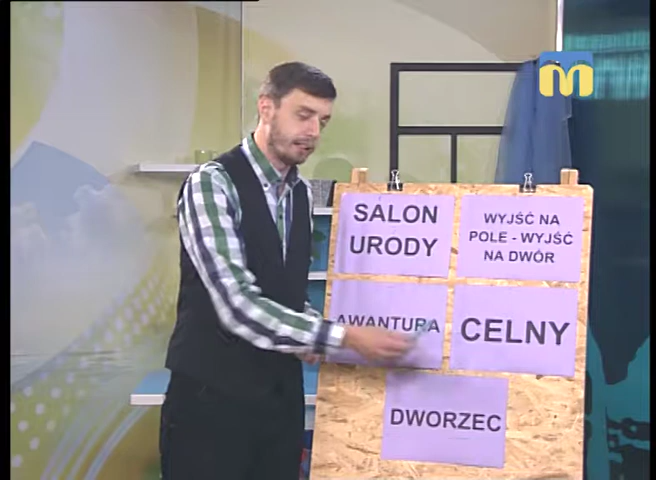 M
SALON
URODY
WYJŚĆ NA
POLE - WYJŚĆ
NA DWÓR
AWANTURA
CELNY
DWORZEC